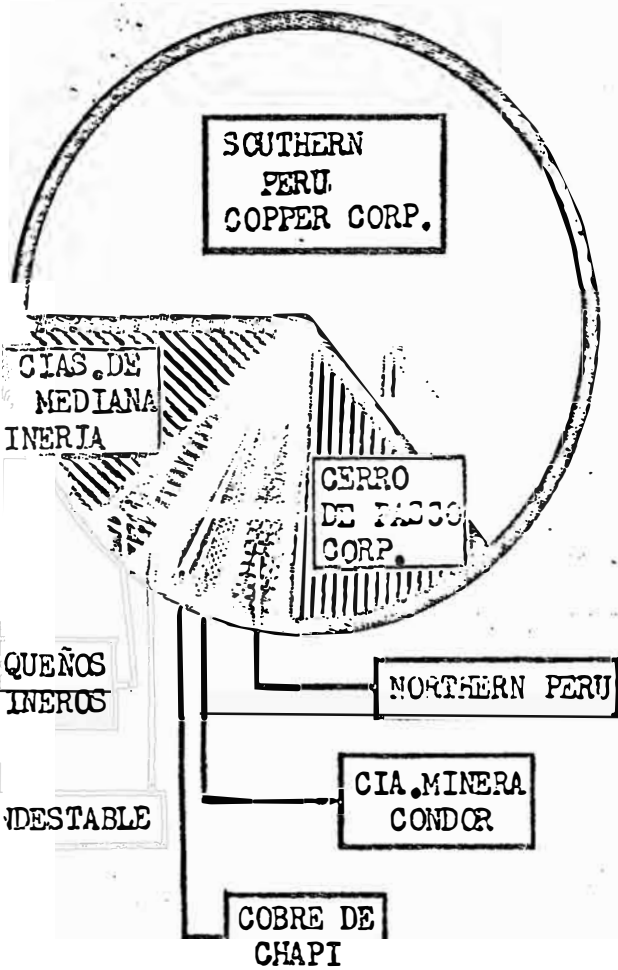 SOUTHERN
PERU
COPPER CORP.
CIAS.DE
MEDIANA
INERIA
CERRO
DE PASCO
CORP.
QUEÑOS
INEROS
NORTHERN PERU
CIA.MINERA
CONDOR
NDESTABLE
COBRE DE
CHAPI